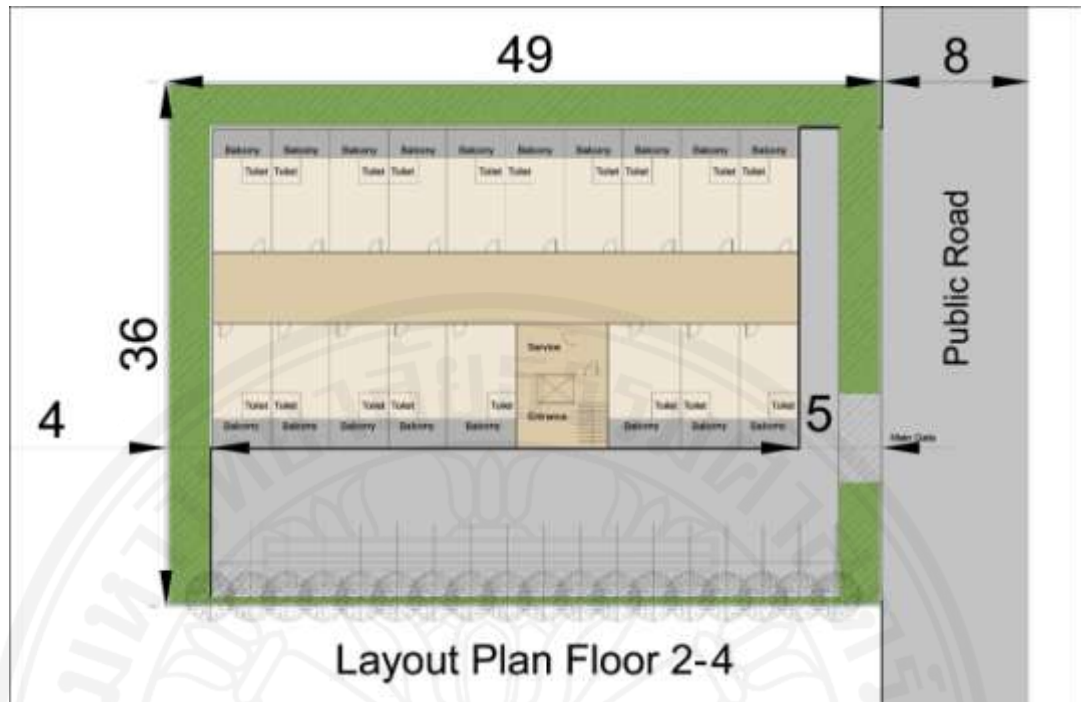 49 8
Balcony Balcony Balcony Balcony Balcony Balcony Balcony Balcony Balcony Balcony
Toilet Toilet Toilet Toilet Toilet Toilet Toilet Toilet Toilet Toilet
Public Road
36
Service
Toilet Toilet Toilet Toilet Toilet Toilet Toilet Toilet
Entrance
4 5
Balcony Balcony Balcony Balcony Balcony Balcony Balcony Balcony
Main Gate
Layout Plan Floor 2-4